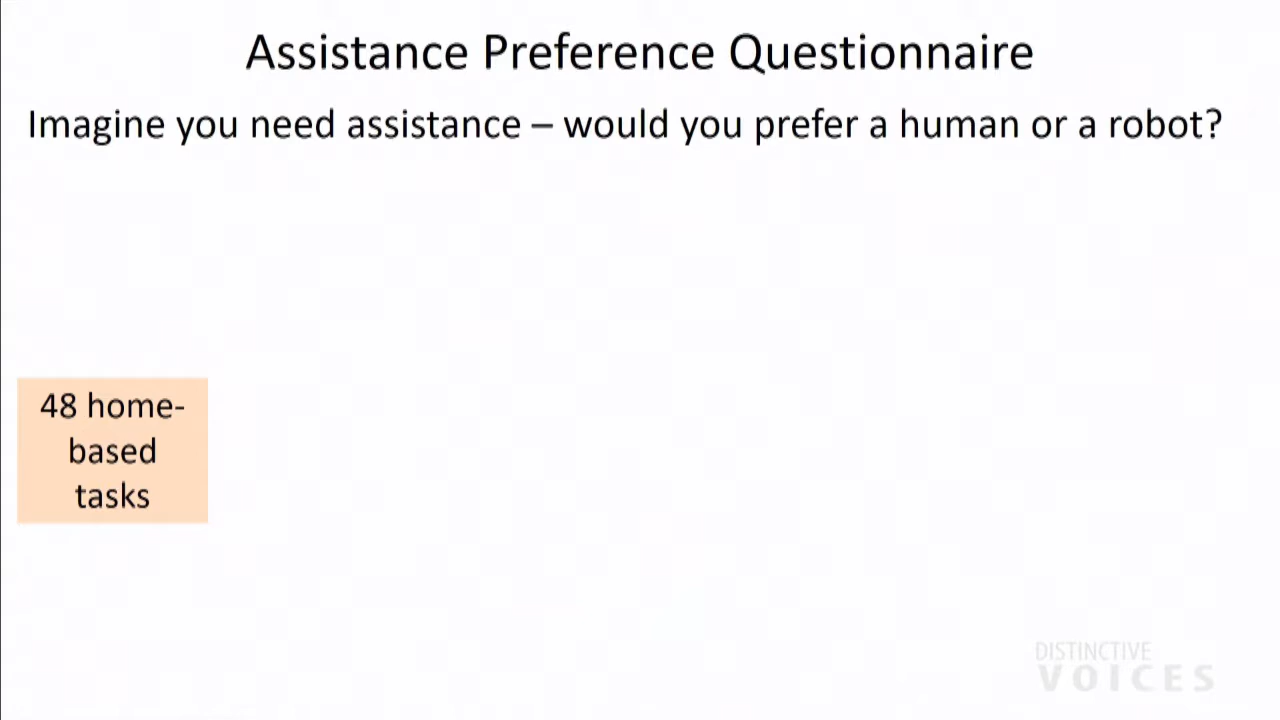 Assistance Preference Questionnaire
Imagine you need assistance – would you prefer a human or a robot?
48 home-
based
tasks
DISTINCTIVE
VOICES